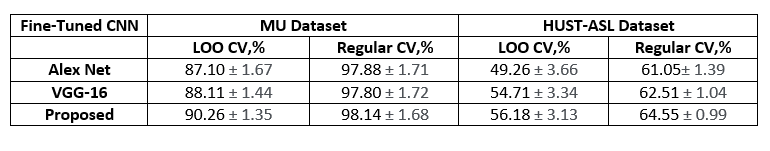 Fine-Tuned CNN MU Dataset HUST-ASL Dataset
LOO CV,% Regular CV,% LOO CV,% Regular CV,%
Alex Net 87.10 ± 1.67 97.88 ± 1.71 49.26 ± 3.66 61.05± 1.39
VGG-16 88.11 ± 1.44 97.80 ± 1.72 54.71 ± 3.34 62.51 ± 1.04
Proposed 90.26 ± 1.35 98.14 ± 1.68 56.18 ± 3.13 64.55 ± 0.99